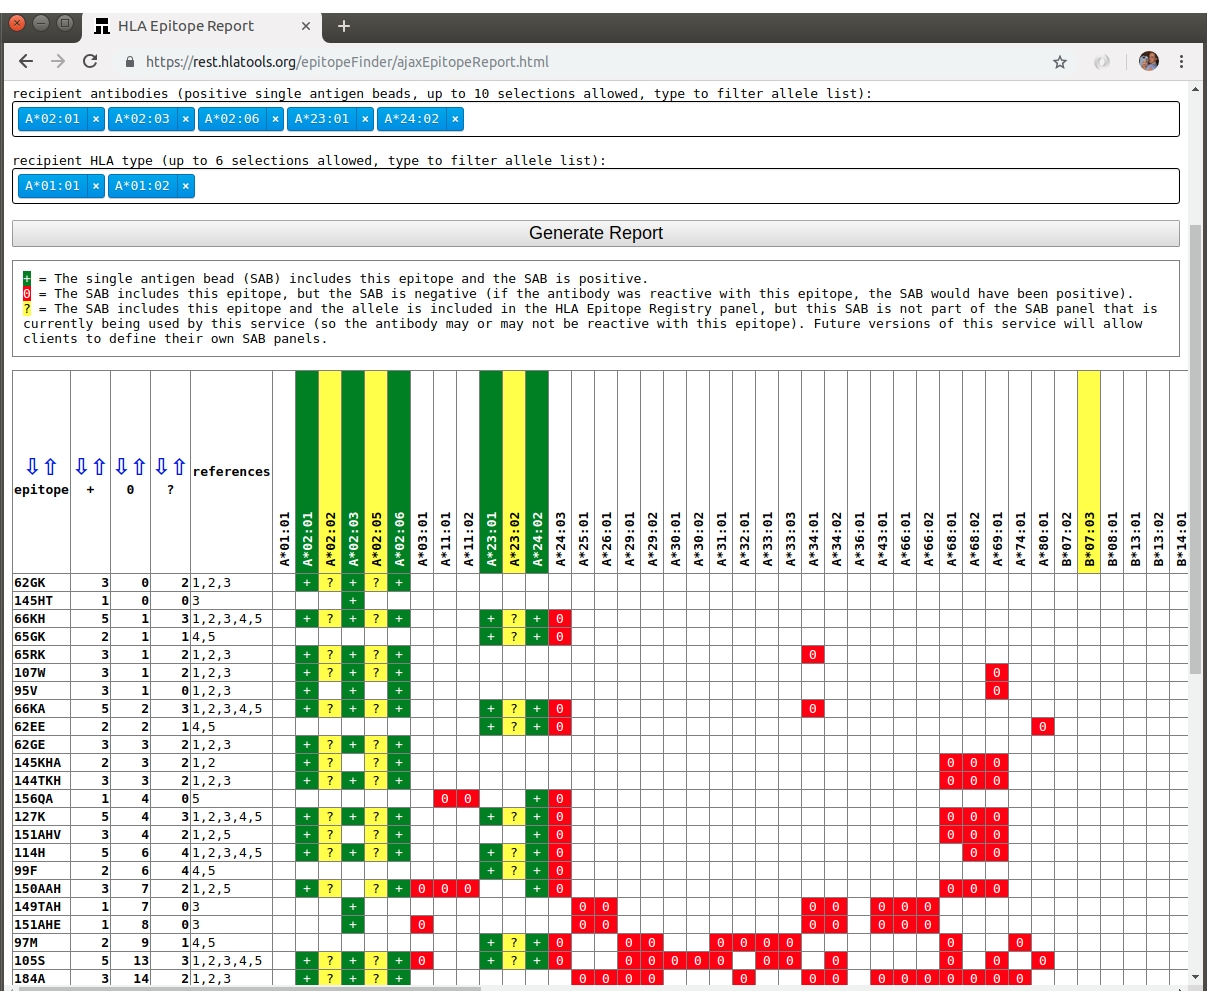 HLA Epitope Report
https://rest.hlatools.org/epitopeFinder/ajaxEpitopeReport.html
recipient antibodies (positive single antigen beads, up to 10 selections allowed, type to filter allele list):
A*02:01 × A*02:03 × A*02:06 × A*23:01 × A*24:02 ×
recipient HLA type (up to 6 selections allowed, type to filter allele list):
A*01:01 × A*01:02 ×
Generate Report
+ = The single antigen bead (SAB) includes this epitope and the SAB is positive.
0 = The SAB includes this epitope, but the SAB is negative (if the antibody was reactive with this epitope, the SAB would have been positive).
? = The SAB includes this epitope and the allele is included in the HLA Epitope Registry panel, but this SAB is not part of the SAB panel that is
currently being used by this service (so the antibody may or may not be reactive with this epitope). Future versions of this service will allow
clients to define their own SAB panels.
⇩⇧ epitope ⇩⇧ + ⇩⇧ 0 ⇩⇧ ? references A*01:01 A*02:01 A*02:02 A*02:03 A*02:05 A*02:06 A*03:01 A*11:01 A*11:02 A*23:01 A*23:02 A*24:02 A*24:03 A*25:01 A*26:01 A*29:01 A*29:02 A*30:01 A*30:02 A*31:01 A*32:01 A*33:01 A*33:03 A*34:01 A*34:02 A*36:01 A*43:01 A*66:01 A*66:02 A*68:01 A*68:02 A*69:01 A*74:01 A*80:01 B*07:02 B*07:03 B*08:01 B*13:01 B*13:02 B*14:01
62GK 3 0 2 1,2,3 + ? + ? +
145HT 1 0 0 3 +
66KH 5 1 3 1,2,3,4,5 + ? + ? + + ? + 0
65GK 2 1 1 4,5 + ? + 0
65RK 3 1 2 1,2,3 + ? + ? + 0
107W 3 1 2 1,2,3 + ? + ? + 0
95V 3 1 0 1,2,3 + + + 0
66KA 5 2 3 1,2,3,4,5 + ? + ? + + ? + 0 0
62EE 2 2 1 4,5 + ? + 0 0
62GE 3 3 2 1,2,3 + ? + ? +
145KHA 2 3 2 1,2 + ? ? + 0 0 0
144TKH 3 3 2 1,2,3 + ? + ? + 0 0 0
156QA 1 4 0 5 0 0 + 0
127K 5 4 3 1,2,3,4,5 + ? + ? + + ? + 0 0 0 0
151AHV 3 4 2 1,2,5 + ? ? + + 0 0 0 0
114H 5 6 4 1,2,3,4,5 + ? + ? + + ? + 0 0 0
99F 2 6 4 4,5 + ? + 0
150AAH 3 7 2 1,2,5 + ? ? + 0 0 0 + 0 0 0 0
149TAH 1 7 0 3 + 0 0 0 0 0 0 0
151AHE 1 8 0 3 + 0 0 0 0 0 0 0 0
97M 2 9 1 4,5 + ? + 0 0 0 0 0 0 0 0 0
105S 5 13 3 1,2,3,4,5 + ? + ? + 0 + ? + 0 0 0 0 0 0 0 0 0 0 0 0
184A 3 14 2 1,2,3 + ? + ? + 0 0 0 0 0 0 0 0 0 0 0 0 0 0